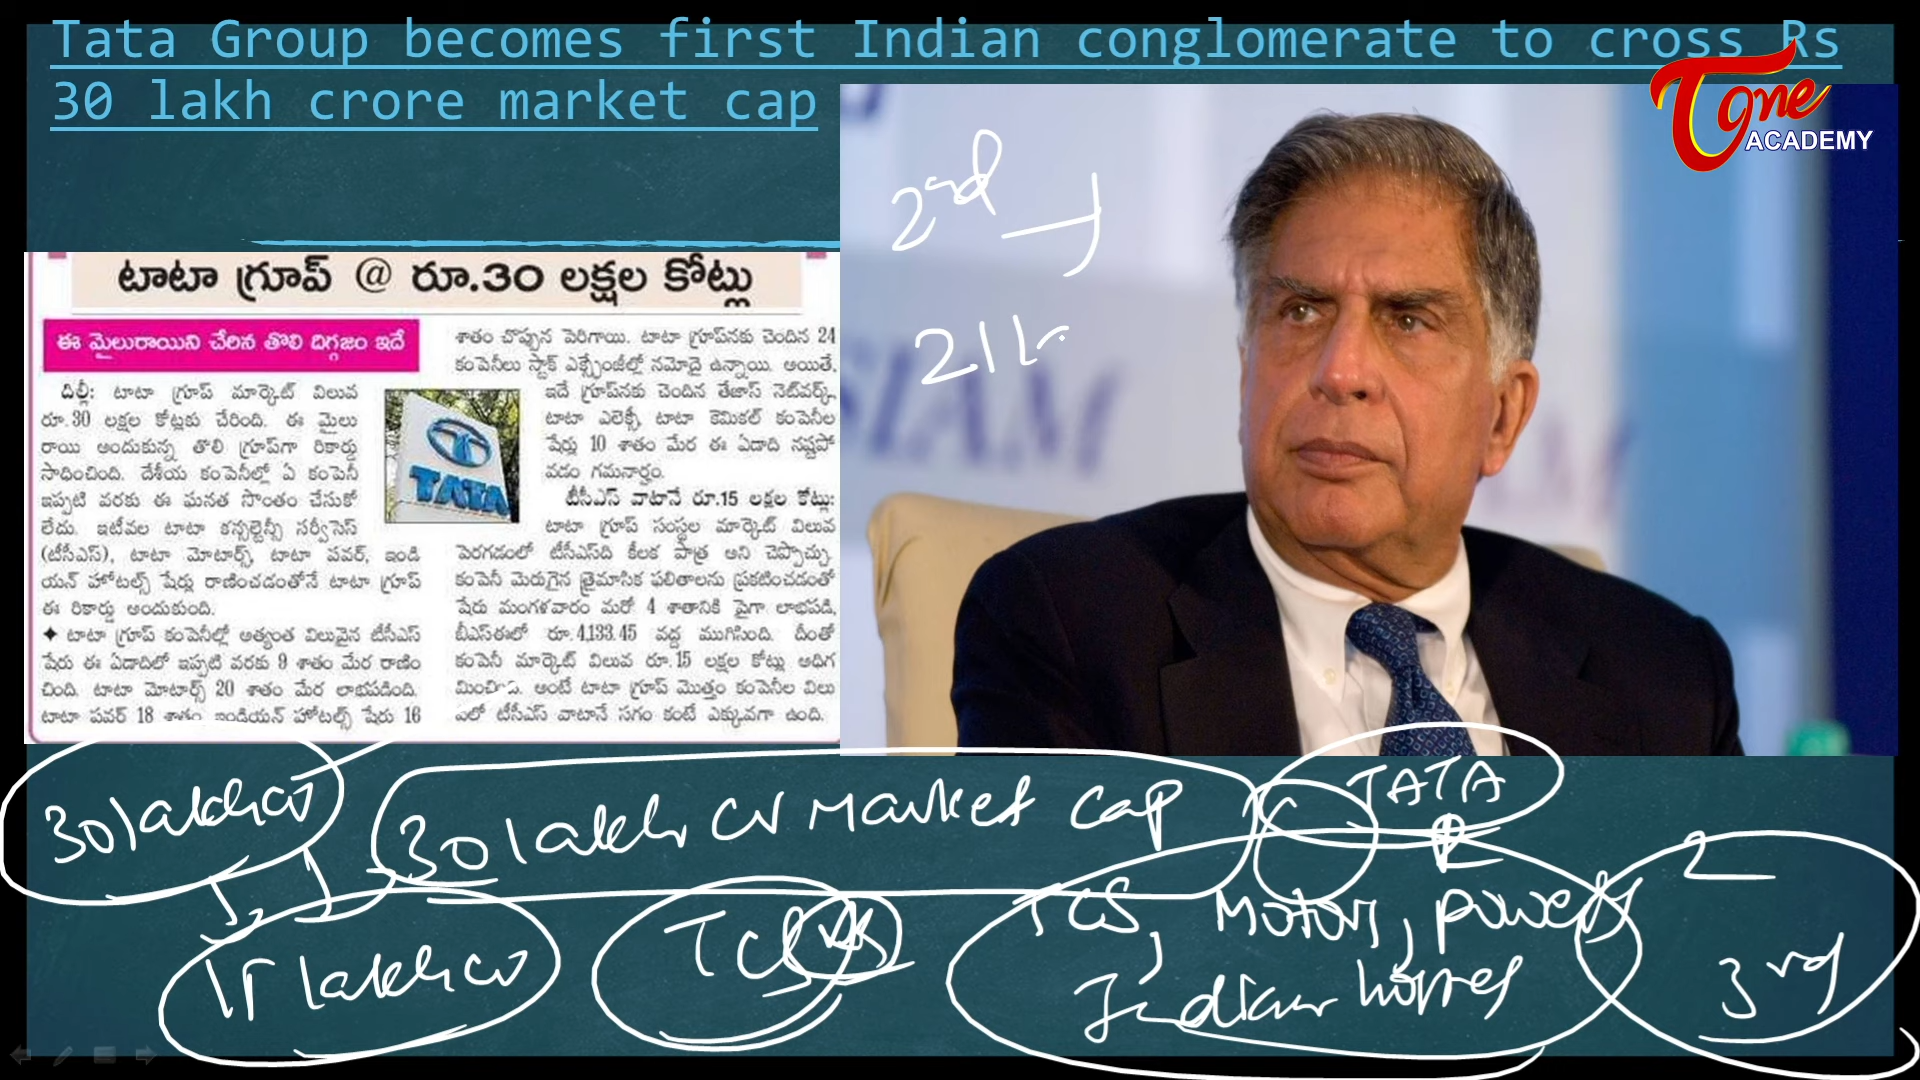 Tata Group becomes first Indian conglomerate to cross Rs
30 lakh crore market cap
Tone
ACADEMY
2nd
టాటా గ్రూప్ @ రూ.30 లక్షల కోట్లు
ఈ మైలురాయిని చేరిన తొలి దిగ్గజం ఇదే
దిల్లీ: టాటా గ్రూప్ మార్కెట్ విలువ
రూ.30 లక్షల కోట్లకు చేరింది. ఈ మైలు
రాయి అందుకున్న తొలి గ్రూప్‌గా రికార్డు
సాధించింది. దేశీయ కంపెనీల్లో ఏ కంపెనీ
ఇప్పటి వరకు ఈ ఘనత సొంతం చేసుకో
లేదు. ఇటీవల టాటా కన్సల్టెన్సీ సర్వీసెస్
(టీసీఎస్), టాటా మోటార్స్, టాటా పవర్, ఇండి
యన్ హోటల్స్ షేర్లు రాణించడంతోనే టాటా గ్రూప్
ఈ రికార్డు అందుకుంది.
✦ టాటా గ్రూప్ కంపెనీల్లో అత్యంత విలువైన టీసీఎస్
షేరు ఈ ఏడాదిలో ఇప్పటి వరకు 9 శాతం మేర రాణిం
చింది. టాటా మోటార్స్ 20 శాతం మేర లాభపడింది.
టాటా పవర్ 18 శాతం ఇండియన్ హోటల్స్ షేరు 16
శాతం చొప్పున పెరిగాయి. టాటా గ్రూప్‌నకు చెందిన 24
కంపెనీలు స్టాక్ ఎక్స్ఛేంజీల్లో నమోదై ఉన్నాయి. అయితే,
ఇదే గ్రూప్‌నకు చెందిన తేజాస్ నెట్‌వర్క్,
టాటా ఎలెక్సీ, టాటా కెమికల్ కంపెనీల
షేర్లు 10 శాతం మేర ఈ ఏడాది నష్టపో
వడం గమనార్హం.
టీసీఎస్ వాటానే రూ.15 లక్షల కోట్లు:
టాటా గ్రూప్ సంస్థల మార్కెట్ విలువ
పెరగడంలో టీసీఎస్‌ది కీలక పాత్ర అని చెప్పొచ్చు.
కంపెనీ మెరుగైన త్రైమాసిక ఫలితాలను ప్రకటించడంతో
షేరు మంగళవారం మరో 4 శాతానికి పైగా లాభపడి,
బీఎస్ఈలో రూ.4,133.45 వద్ద ముగిసింది. దీంతో
కంపెనీ మార్కెట్ విలువ రూ.15 లక్షల కోట్లు అధిగ
మించింది. అంటే టాటా గ్రూప్ మొత్తం కంపెనీల విలు
వలో టీసీఎస్ వాటానే సగం కంటే ఎక్కువగా ఉంది.
TATA
SIAM
30 lakh cr
30 lakh cr Market Cap
TATA
15 lakh cr
TCS
TCS, Motors, power
Indian hotels
2
3rd